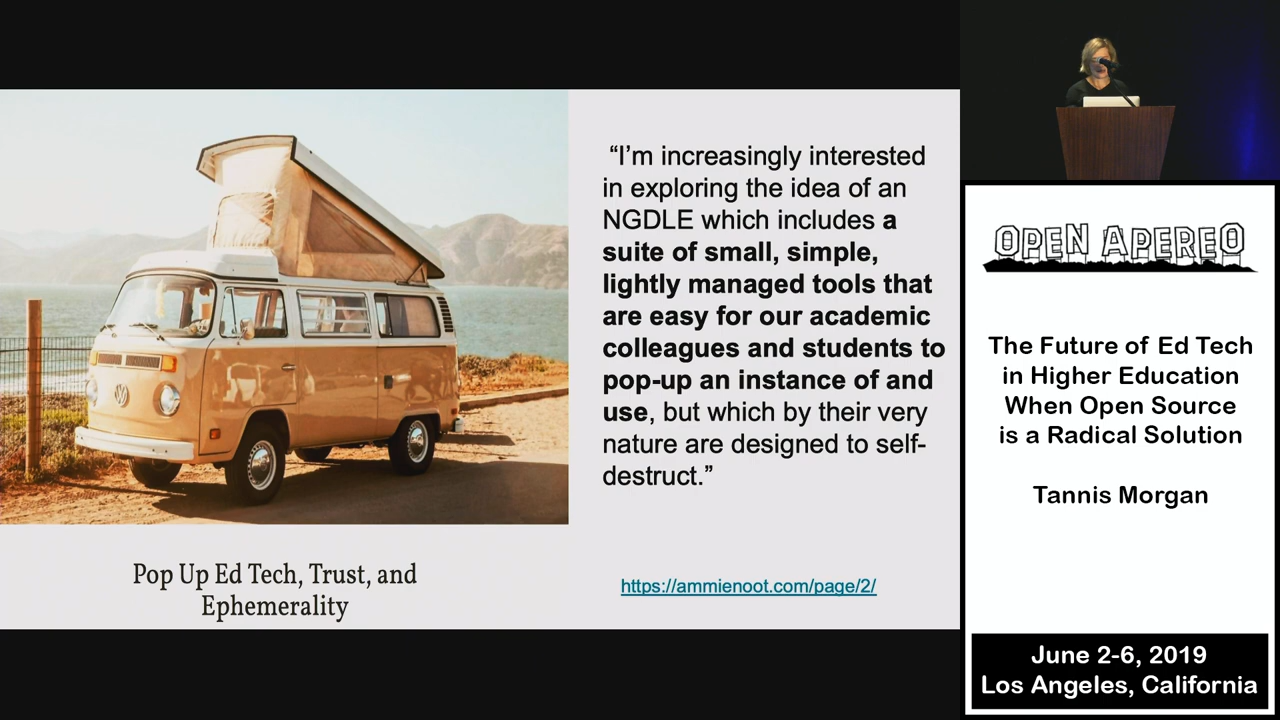 “I’m increasingly interested
in exploring the idea of an
NGDLE which includes a
suite of small, simple,
lightly managed tools that
are easy for our academic
colleagues and students to
pop-up an instance of and
use, but which by their very
nature are designed to self-
destruct.”
Pop Up Ed Tech, Trust, and
Ephemerality
https://ammienoot.com/page/2/
OPEN APEREO
The Future of Ed Tech
in Higher Education
When Open Source
is a Radical Solution
Tannis Morgan
June 2-6, 2019
Los Angeles, California